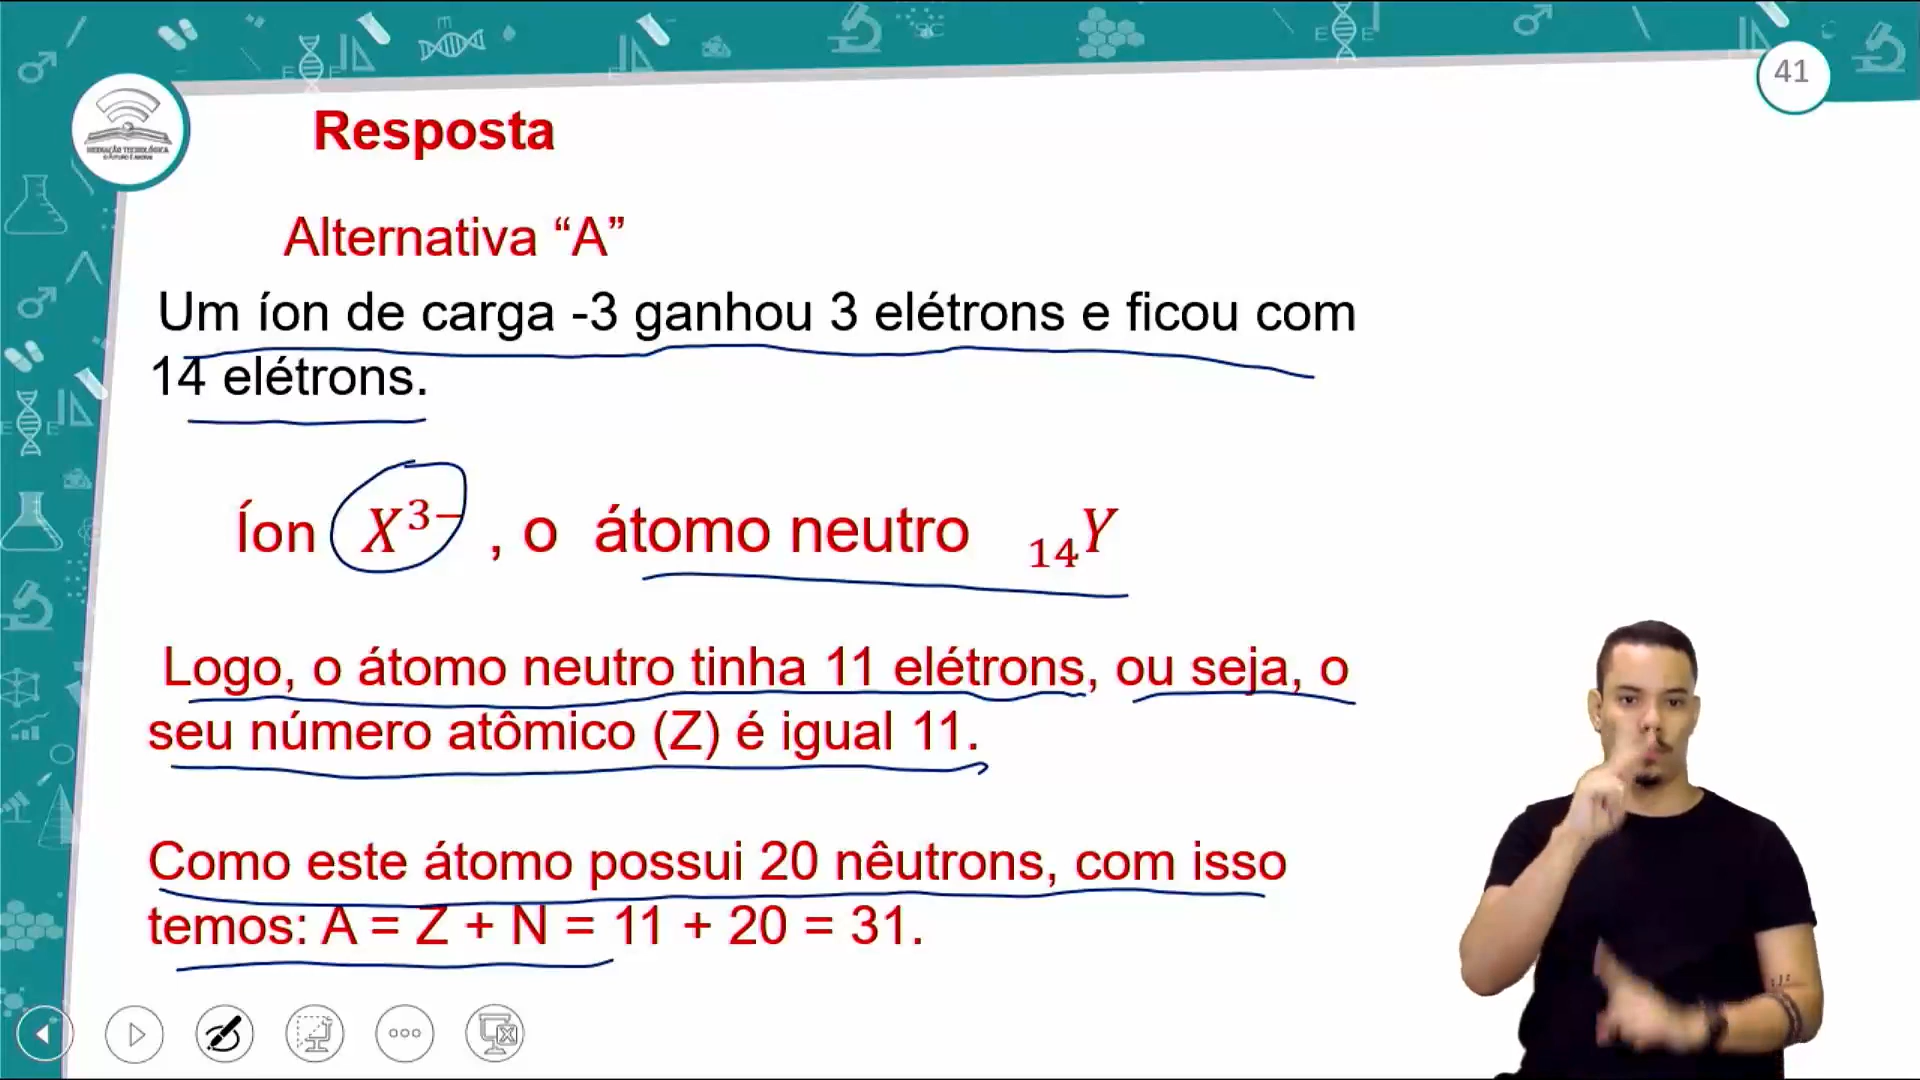 41
MEDIAÇÃO TECNOLÓGICA
Resposta
Alternativa “A”
Um íon de carga -3 ganhou 3 elétrons e ficou com
14 elétrons.
Íon X³⁻ , o átomo neutro ₁₄Y
Logo, o átomo neutro tinha 11 elétrons, ou seja, o
seu número atômico (Z) é igual 11.
Como este átomo possui 20 nêutrons, com isso
temos: A = Z + N = 11 + 20 = 31.